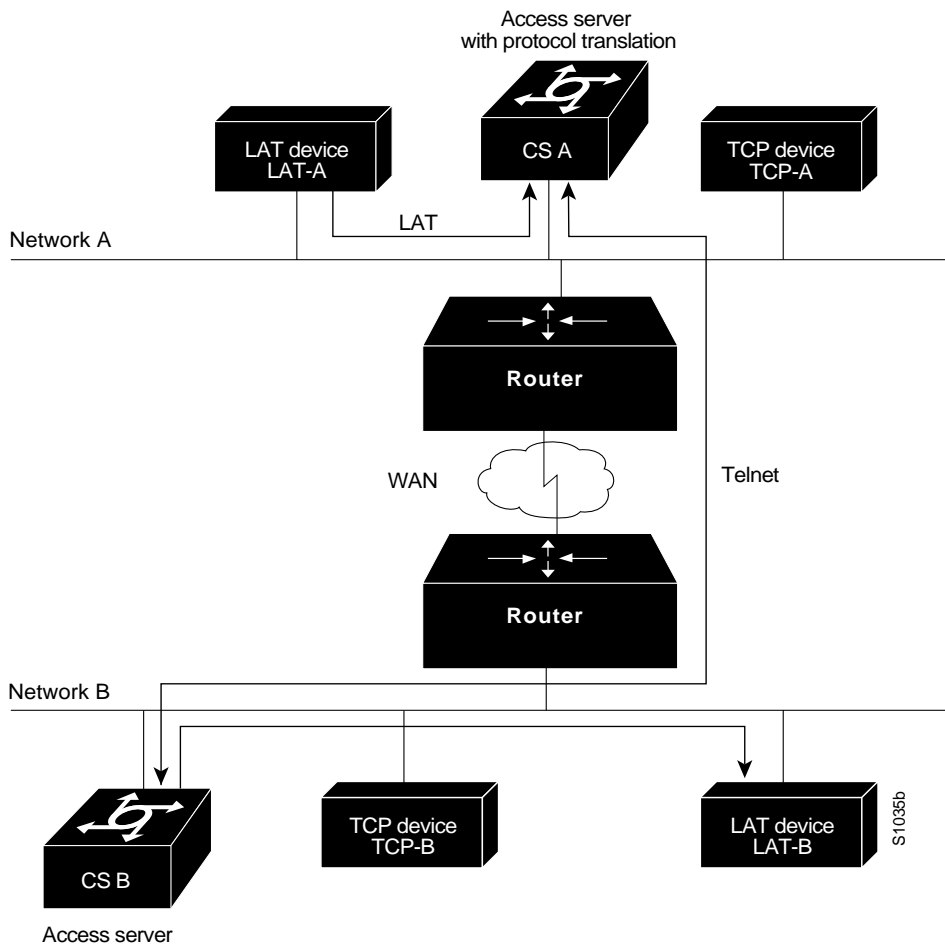 Access server
with protocol translation
LAT device
LAT-A
CS A
TCP device
TCP-A
LAT
Network A
Router
WAN
Telnet
Router
Network B
CS B
TCP device
TCP-B
LAT device
LAT-B
S1035b
Access server